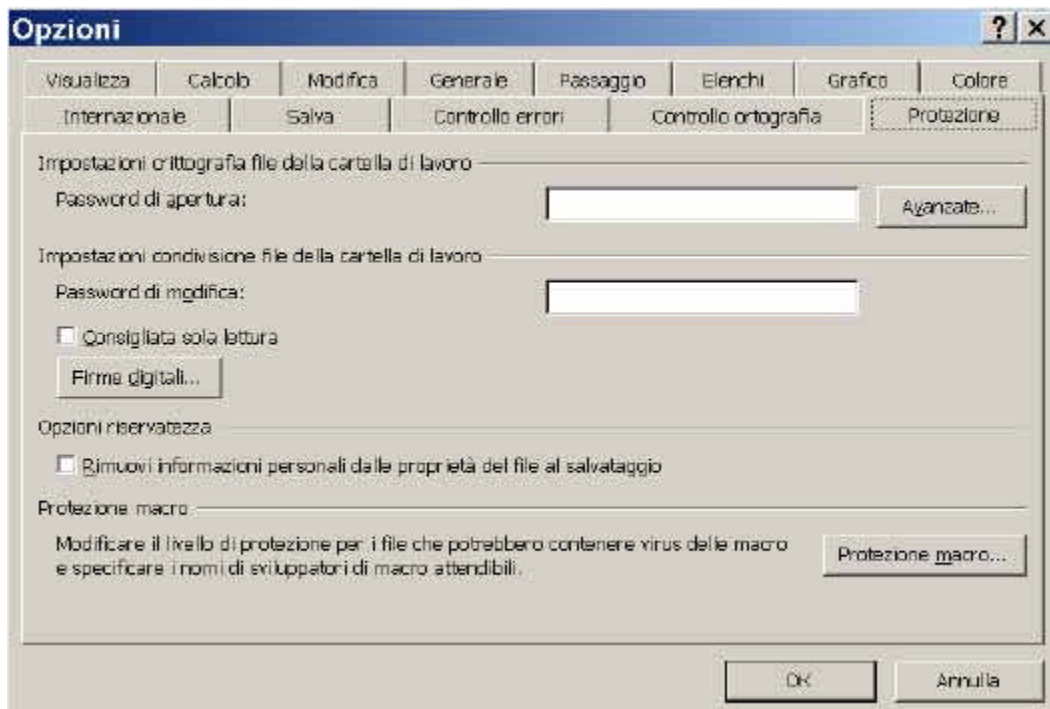 Opzioni
Visualizza Calcolo Modifica Generale Passaggio Elenchi Grafico Colore
Internazionale Salva Controllo errori Controllo ortografia Protezione
Impostazioni crittografia file della cartella di lavoro
Password di apertura: Avanzate...
Impostazioni condivisione file della cartella di lavoro
Password di modifica:
Consigliata sola lettura
Firme digitali...
Opzioni riservatezza
Rimuovi informazioni personali dalle proprietà del file al salvataggio
Protezione macro
Modificare il livello di protezione per i file che potrebbero contenere virus delle macro
e specificare i nomi di sviluppatori di macro attendibili. Protezione macro...
OK Annulla